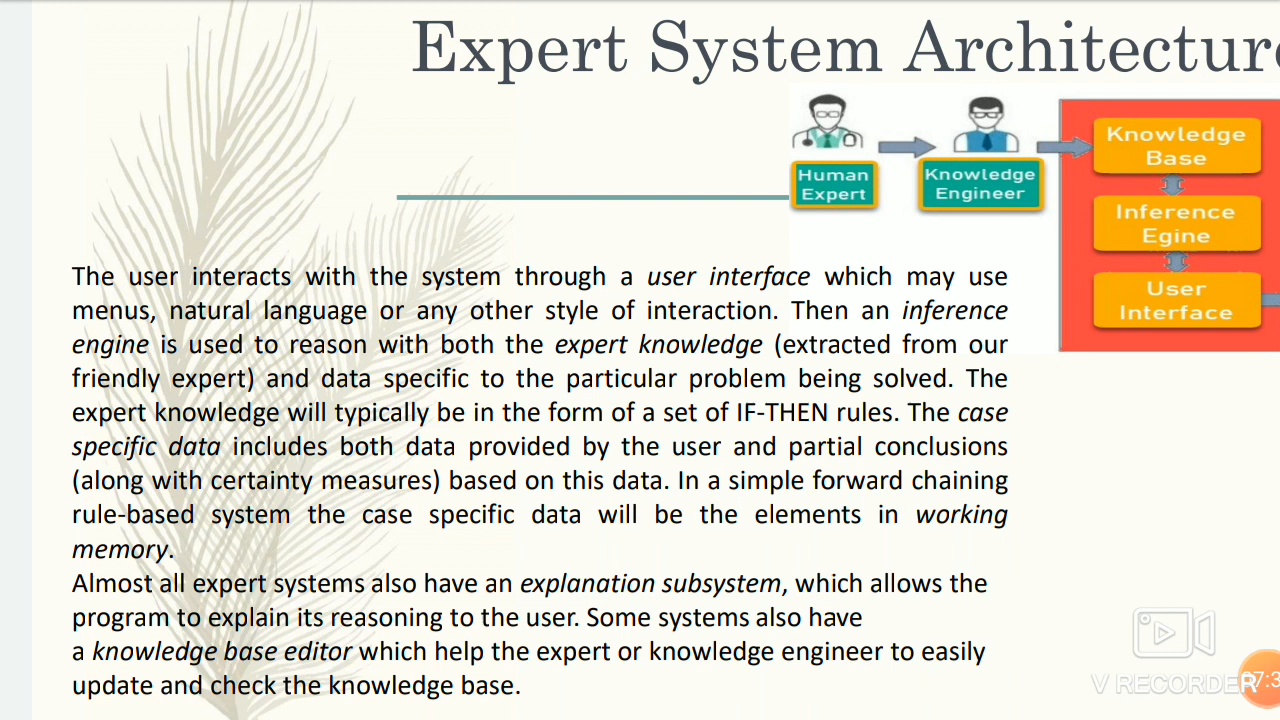 Expert System Architecture
Human
Expert
Knowledge
Engineer
Knowledge
Base
Inference
Egine
User
Interface
The user interacts with the system through a user interface which may use
menus, natural language or any other style of interaction. Then an inference
engine is used to reason with both the expert knowledge (extracted from our
friendly expert) and data specific to the particular problem being solved. The
expert knowledge will typically be in the form of a set of IF-THEN rules. The case
specific data includes both data provided by the user and partial conclusions
(along with certainty measures) based on this data. In a simple forward chaining
rule-based system the case specific data will be the elements in working
memory.
Almost all expert systems also have an explanation subsystem, which allows the
program to explain its reasoning to the user. Some systems also have
a knowledge base editor which help the expert or knowledge engineer to easily
update and check the knowledge base.
V RECORDER